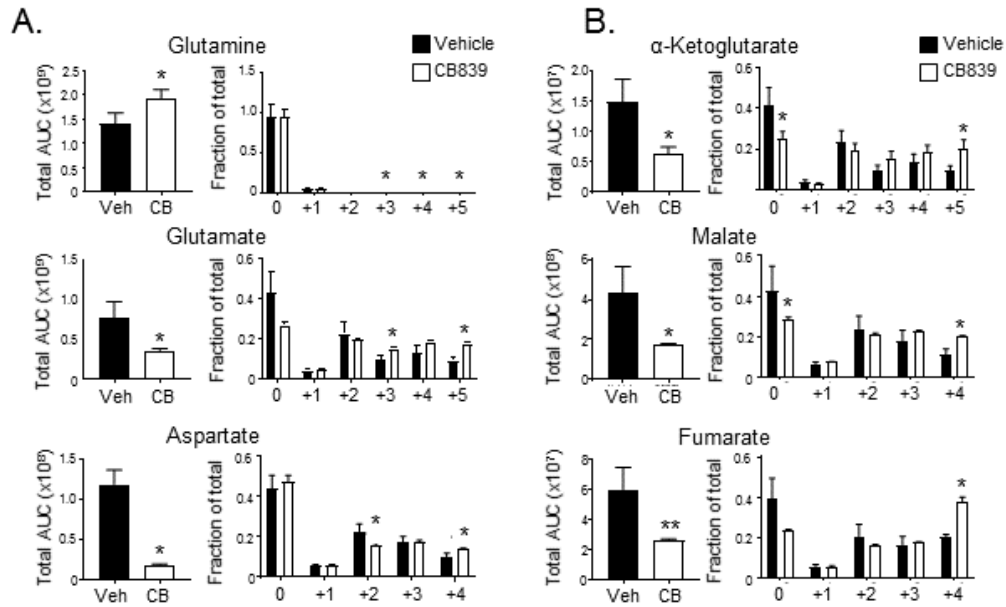 A.
Glutamine
Vehicle
CB839
Total AUC (x10⁹)
2.5
2.0
1.5
1.0
0.5
0
*
Veh CB
Fraction of total
1.5
1.0
0.5
0
* * *
0 +1 +2 +3 +4 +5
Glutamate
Total AUC (x10⁹)
1.5
1.0
0.5
0
*
Veh CB
Fraction of total
0.6
0.4
0.2
0
* *
0 +1 +2 +3 +4 +5
Aspartate
Total AUC (x10⁸)
1.5
1.0
0.5
0
*
Veh CB
Fraction of total
0.6
0.4
0.2
0
* *
0 +1 +2 +3 +4
B.
α-Ketoglutarate
Vehicle
CB839
Total AUC (x10⁷)
2.0
1.5
1.0
0.5
0
*
Veh CB
Fraction of total
0.6
0.4
0.2
* *
0 +1 +2 +3 +4 +5
Malate
Total AUC (x10⁸)
6
4
2
0
*
Veh CB
Fraction of total
0.6
0.4
0.2
0
* *
0 +1 +2 +3 +4
Fumarate
Total AUC (x10⁷)
8
6
4
2
0
**
Veh CB
Fraction of total
0.6
0.4
0.2
0
*
0 +1 +2 +3 +4